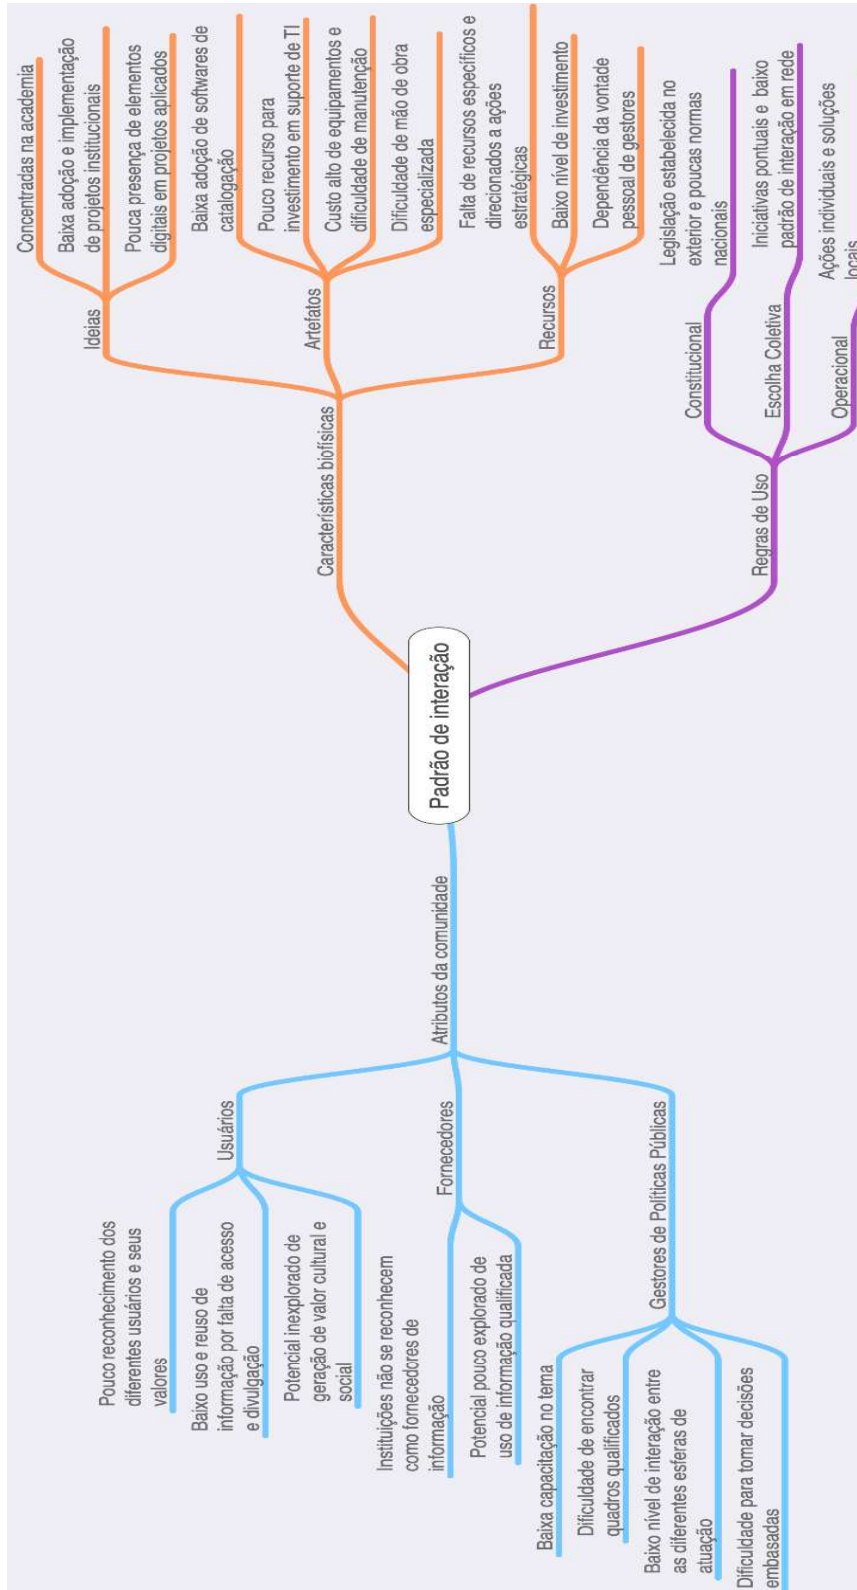 Padrão de interação
Atributos da comunidade
Usuários
Pouco reconhecimento dos
diferentes usuários e seus
valores
Baixo uso e reuso de
informação por falta de acesso
e divulgação
Potencial inexplorado de
geração de valor cultural e
social
Fornecedores
Instituições não se reconhecem
como fornecedores de
informação
Potencial pouco explorado de
uso de informação qualificada
Gestores de Políticas Públicas
Baixa capacitação no tema
Dificuldade de encontrar
quadros qualificados
Baixo nível de interação entre
as diferentes esferas de
atuação
Dificuldade para tomar decisões
embasadas
Características biofísicas
Ideias
Concentradas na academia
Baixa adoção e implementação
de projetos institucionais
Pouca presença de elementos
digitais em projetos aplicados
Artefatos
Baixa adoção de softwares de
catalogação
Pouco recurso para
investimento em suporte de TI
Custo alto de equipamentos e
dificuldade de manutenção
Dificuldade de mão de obra
especializada
Recursos
Falta de recursos específicos e
direcionados a ações
estratégicas
Baixo nível de investimento
Dependência da vontade
pessoal de gestores
Regras de Uso
Constitucional
Legislação estabelecida no
exterior e poucas normas
nacionais
Escolha Coletiva
Iniciativas pontuais e baixo
padrão de interação em rede
Operacional
Ações individuais e soluções
locais